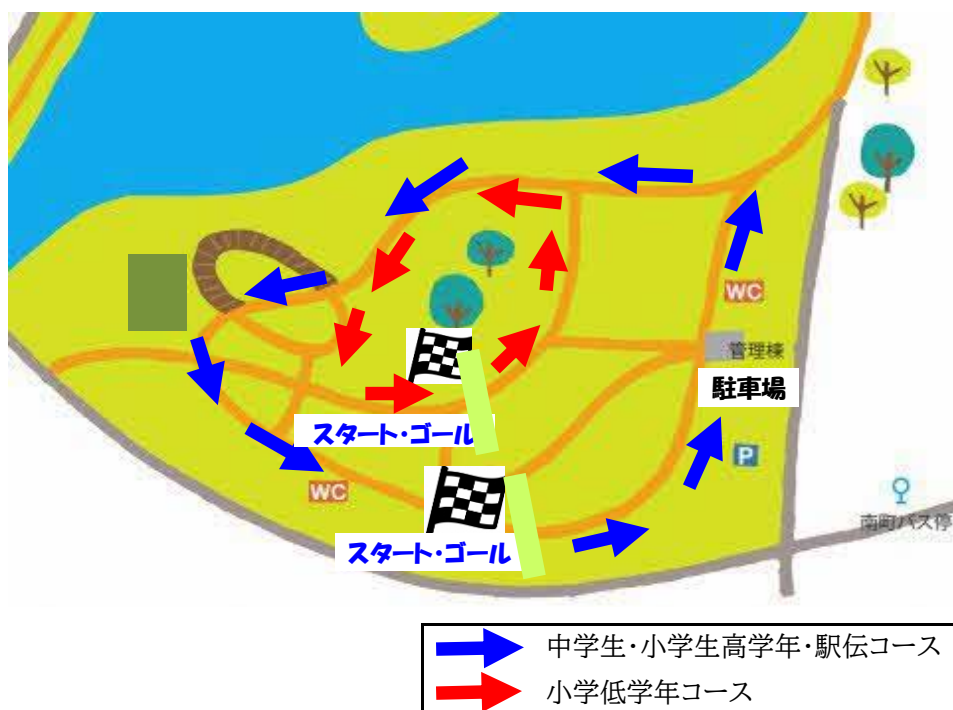 WC
管理棟
駐車場
スタート・ゴール
P
WC
南町バス停
スタート・ゴール
中学生・小学生高学年・駅伝コース
小学低学年コース